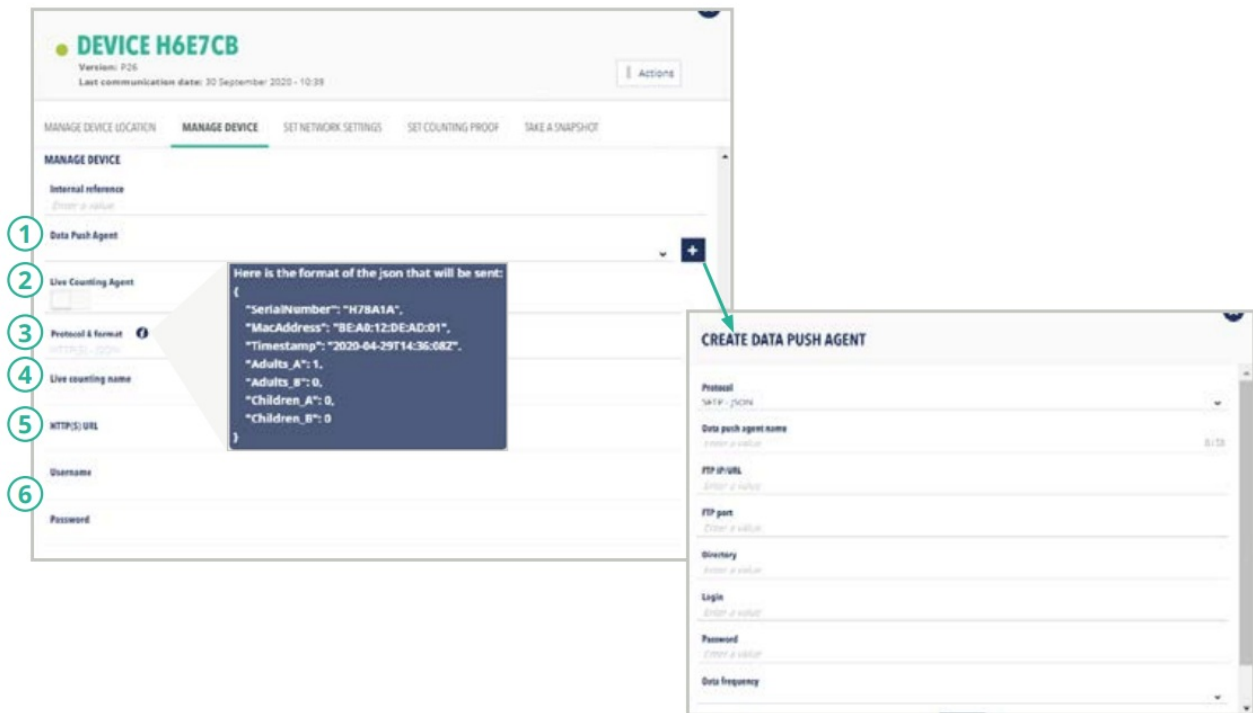 DEVICE H6E7CB
Version: P26
Last communication date: 30 September 2020 - 10:39
Actions
MANAGE DEVICE LOCATION MANAGE DEVICE SET NETWORK SETTINGS SET COUNTING PROOF TAKE A SNAPSHOT
MANAGE DEVICE
Internal reference
Enter a value
1 Data Push Agent
+
2 Live Counting Agent
3 Protocol & format
HTTP(S) - JSON
4 Live counting name
5 HTTP(S) URL
Username
6
Password
Here is the format of the json that will be sent:
{
"SerialNumber": "H78A1A",
"MacAddress": "BE:A0:12:DE:AD:01",
"Timestamp": "2020-04-29T14:36:08Z",
"Adults_A": 1,
"Adults_B": 0,
"Children_A": 0,
"Children_B": 0
}
CREATE DATA PUSH AGENT
Protocol
SFTP - JSON
Data push agent name
Enter a value
FTP IP/URL
Enter a value
FTP port
Enter a value
Directory
Enter a value
Login
Enter a value
Password
Enter a value
Data frequency